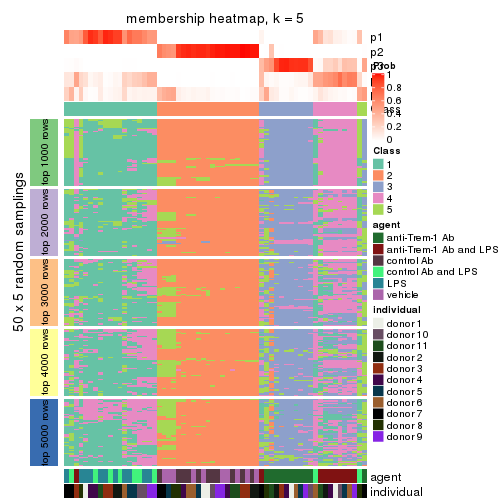 membership heatmap, k = 5
p1
p2
p3
Prob
1
0.8
0.6
0.4
0.2
0
Class
1
2
3
4
5
agent
anti-Trem-1 Ab
anti-Trem-1 Ab and LPS
control Ab
control Ab and LPS
LPS
vehicle
individual
donor 1
donor 10
donor 11
donor 2
donor 3
donor 4
donor 5
donor 6
donor 7
donor 8
donor 9
50 x 5 random samplings
top 1000 rows
top 2000 rows
top 3000 rows
top 4000 rows
top 5000 rows
agent
individual